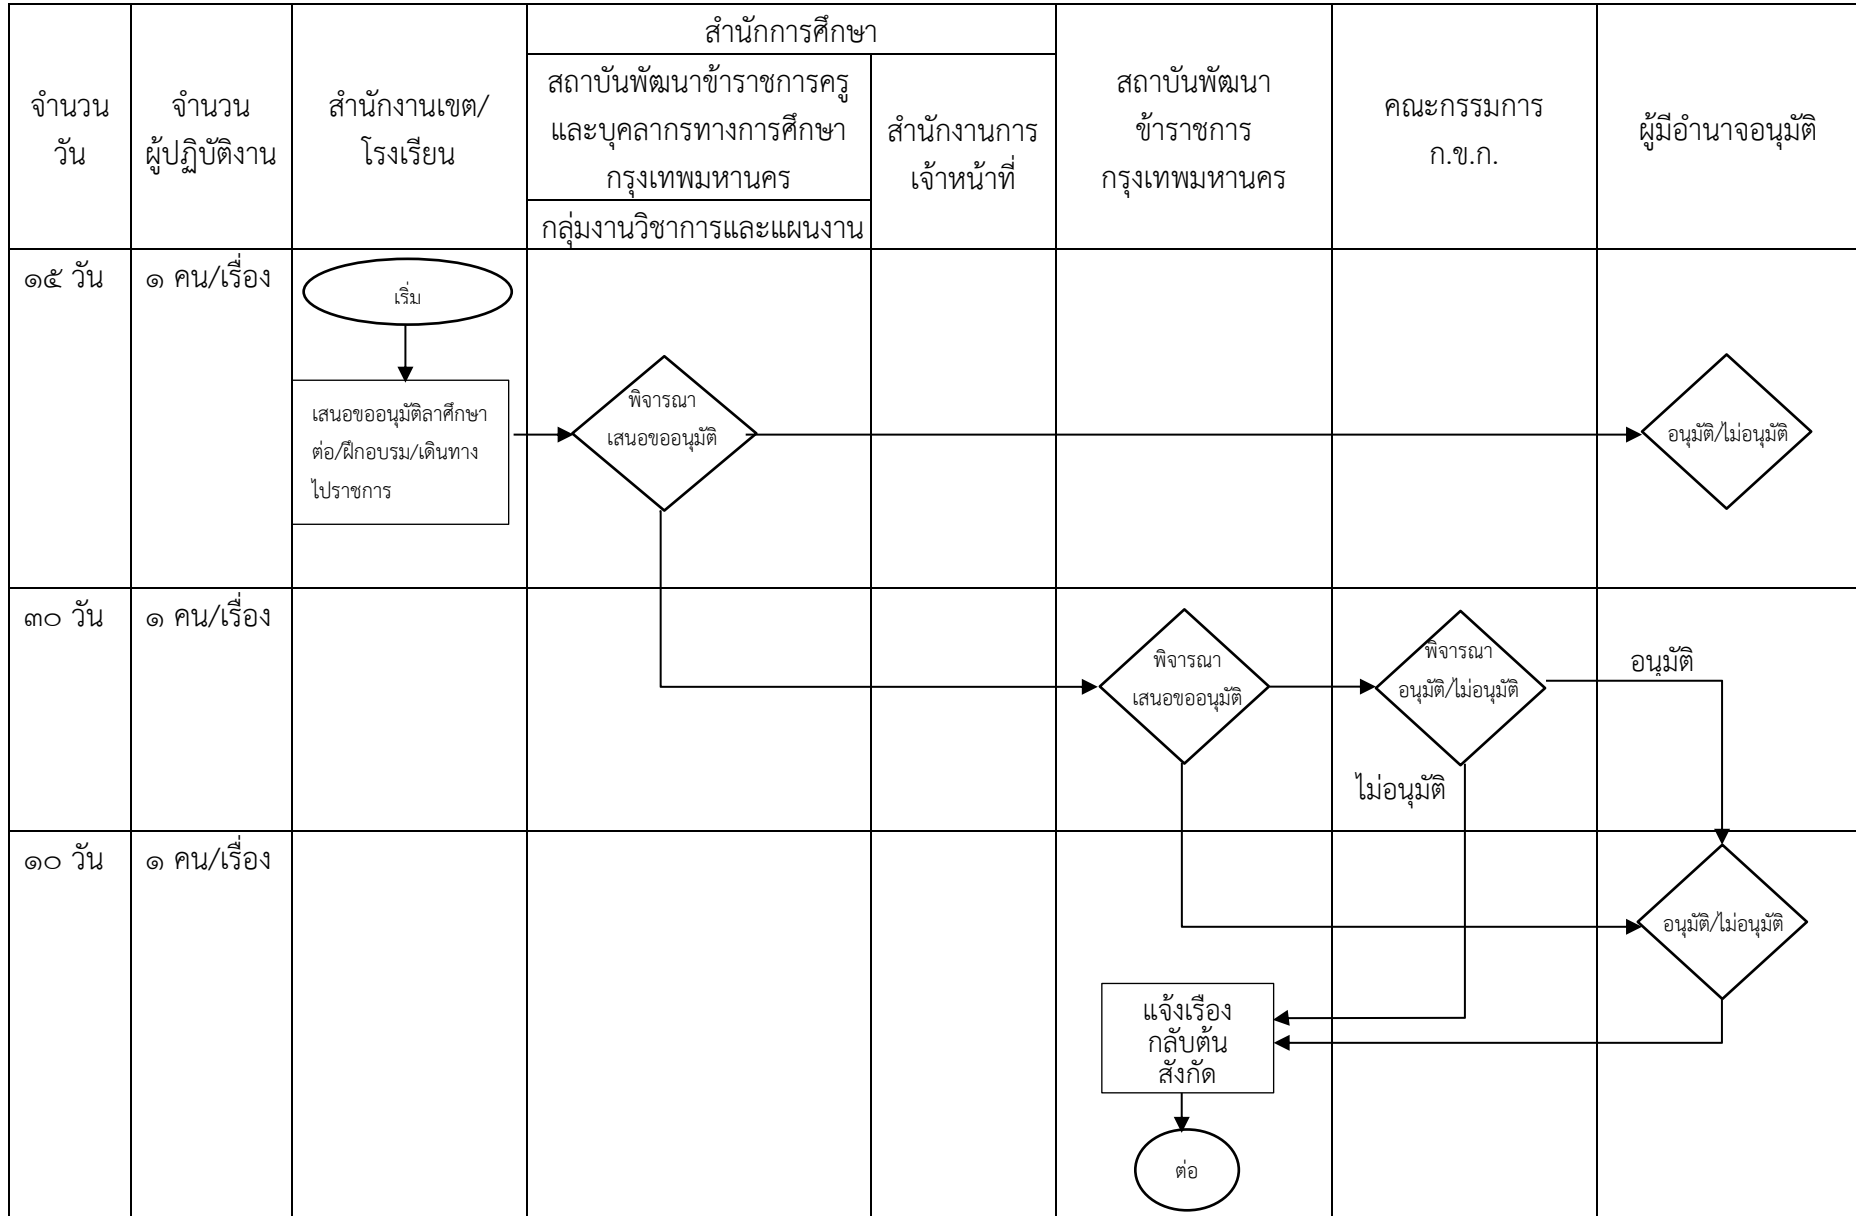 จำนวน
วัน
จำนวน
ผู้ปฏิบัติงาน
สำนักงานเขต/
โรงเรียน
สำนักการศึกษา
สถาบันพัฒนาข้าราชการครู
และบุคลากรทางการศึกษา
กรุงเทพมหานคร
กลุ่มงานวิชาการและแผนงาน
สำนักงานการ
เจ้าหน้าที่
สถาบันพัฒนา
ข้าราชการ
กรุงเทพมหานคร
คณะกรรมการ
ก.ข.ก.
ผู้มีอำนาจอนุมัติ
๑๕ วัน
๑ คน/เรื่อง
เริ่ม
เสนอขออนุมัติลาศึกษา
ต่อ/ฝึกอบรม/เดินทาง
ไปราชการ
พิจารณา
เสนอขออนุมัติ
อนุมัติ/ไม่อนุมัติ
๓๐ วัน
๑ คน/เรื่อง
พิจารณา
เสนอขออนุมัติ
พิจารณา
อนุมัติ/ไม่อนุมัติ
อนุมัติ
ไม่อนุมัติ
๑๐ วัน
๑ คน/เรื่อง
อนุมัติ/ไม่อนุมัติ
แจ้งเรื่อง
กลับต้น
สังกัด
ต่อ